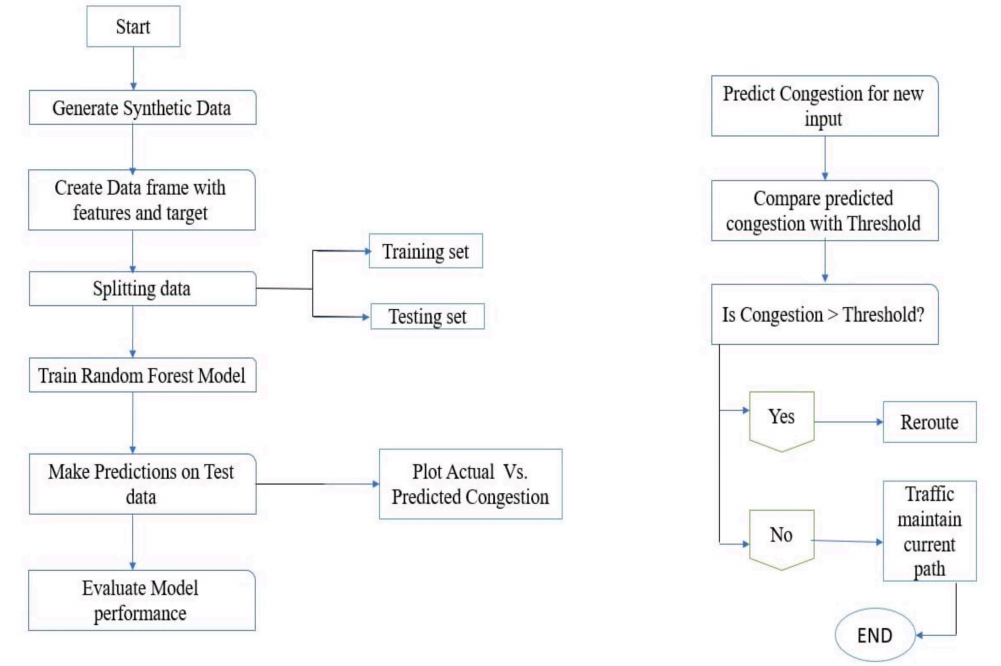 Start
Generate Synthetic Data
Create Data frame with
features and target
Splitting data
Training set
Testing set
Train Random Forest Model
Make Predictions on Test
data
Plot Actual Vs.
Predicted Congestion
Evaluate Model
performance
Predict Congestion for new
input
Compare predicted
congestion with Threshold
Is Congestion > Threshold?
Yes
Reroute
No
Traffic
maintain
current
path
END